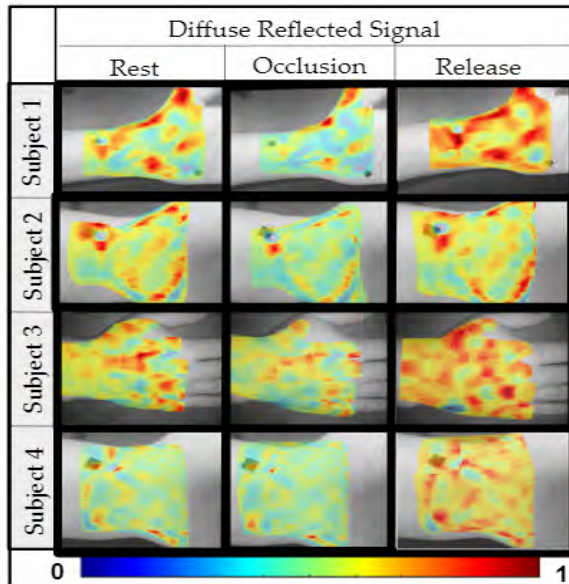 Diffuse Reflected Signal
Rest Occlusion Release
Subject 1
Subject 2
Subject 3
Subject 4
0 1